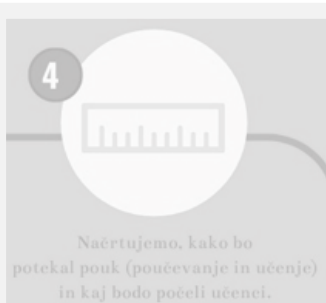 4
Načrtujemo, kako bo
potekal pouk (poučevanje in učenje)
in kaj bodo počeli učenci.